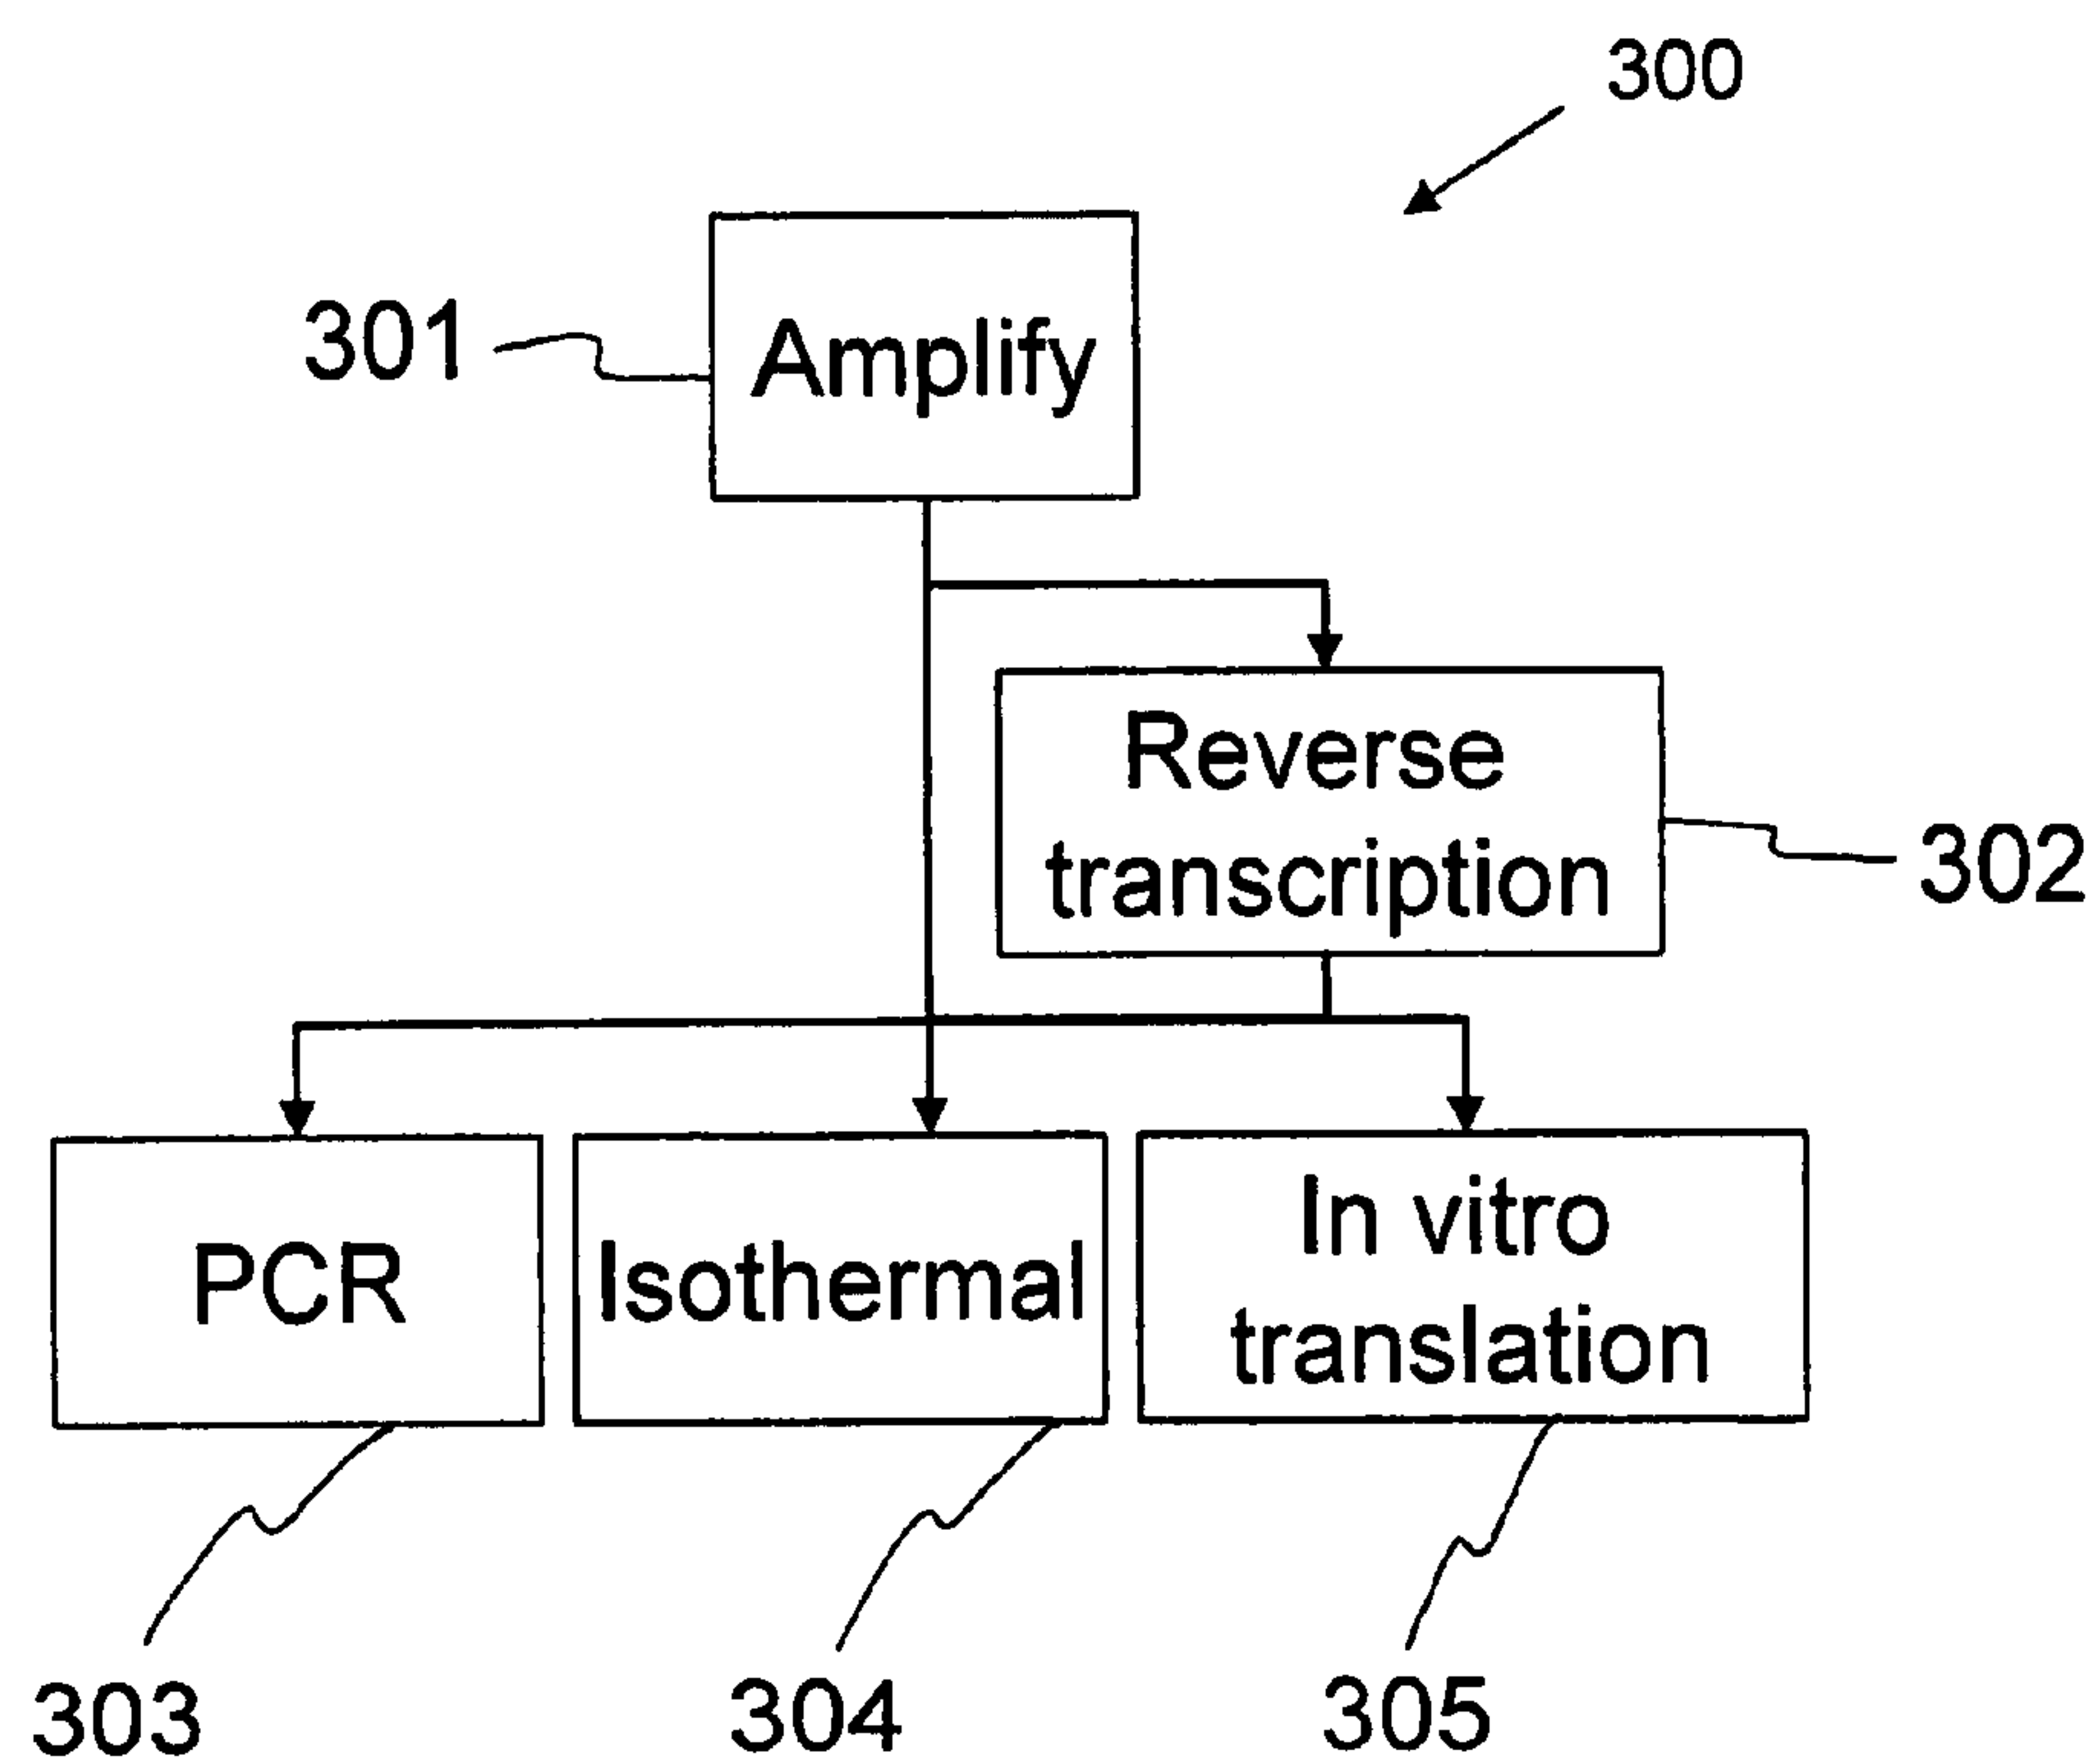 300
301
Amplify
Reverse
transcription
302
PCR
Isothermal
In vitro
translation
303
304
305